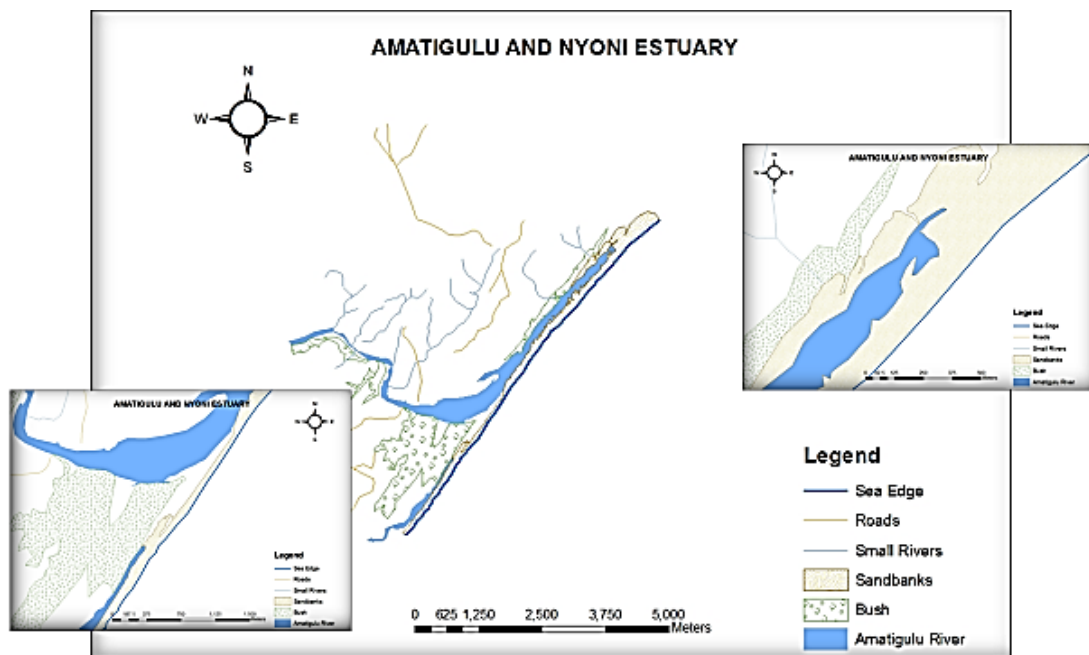 AMATIGULU AND NYONI ESTUARY
N
W E
S
Legend
Sea Edge
Roads
Small Rivers
Sandbanks
Bush
Amatigulu River
0 625 1,250 2,500 3,750 5,000
Meters
AMATIGULU AND NYONI ESTUARY
N
W E
S
Legend
Sea Edge
Roads
Small Rivers
Sandbanks
Bush
Amatigulu River
Meters
AMATIGULU AND NYONI ESTUARY
N
W E
S
Legend
Sea Edge
Roads
Small Rivers
Sandbanks
Bush
Amatigulu River
Meters